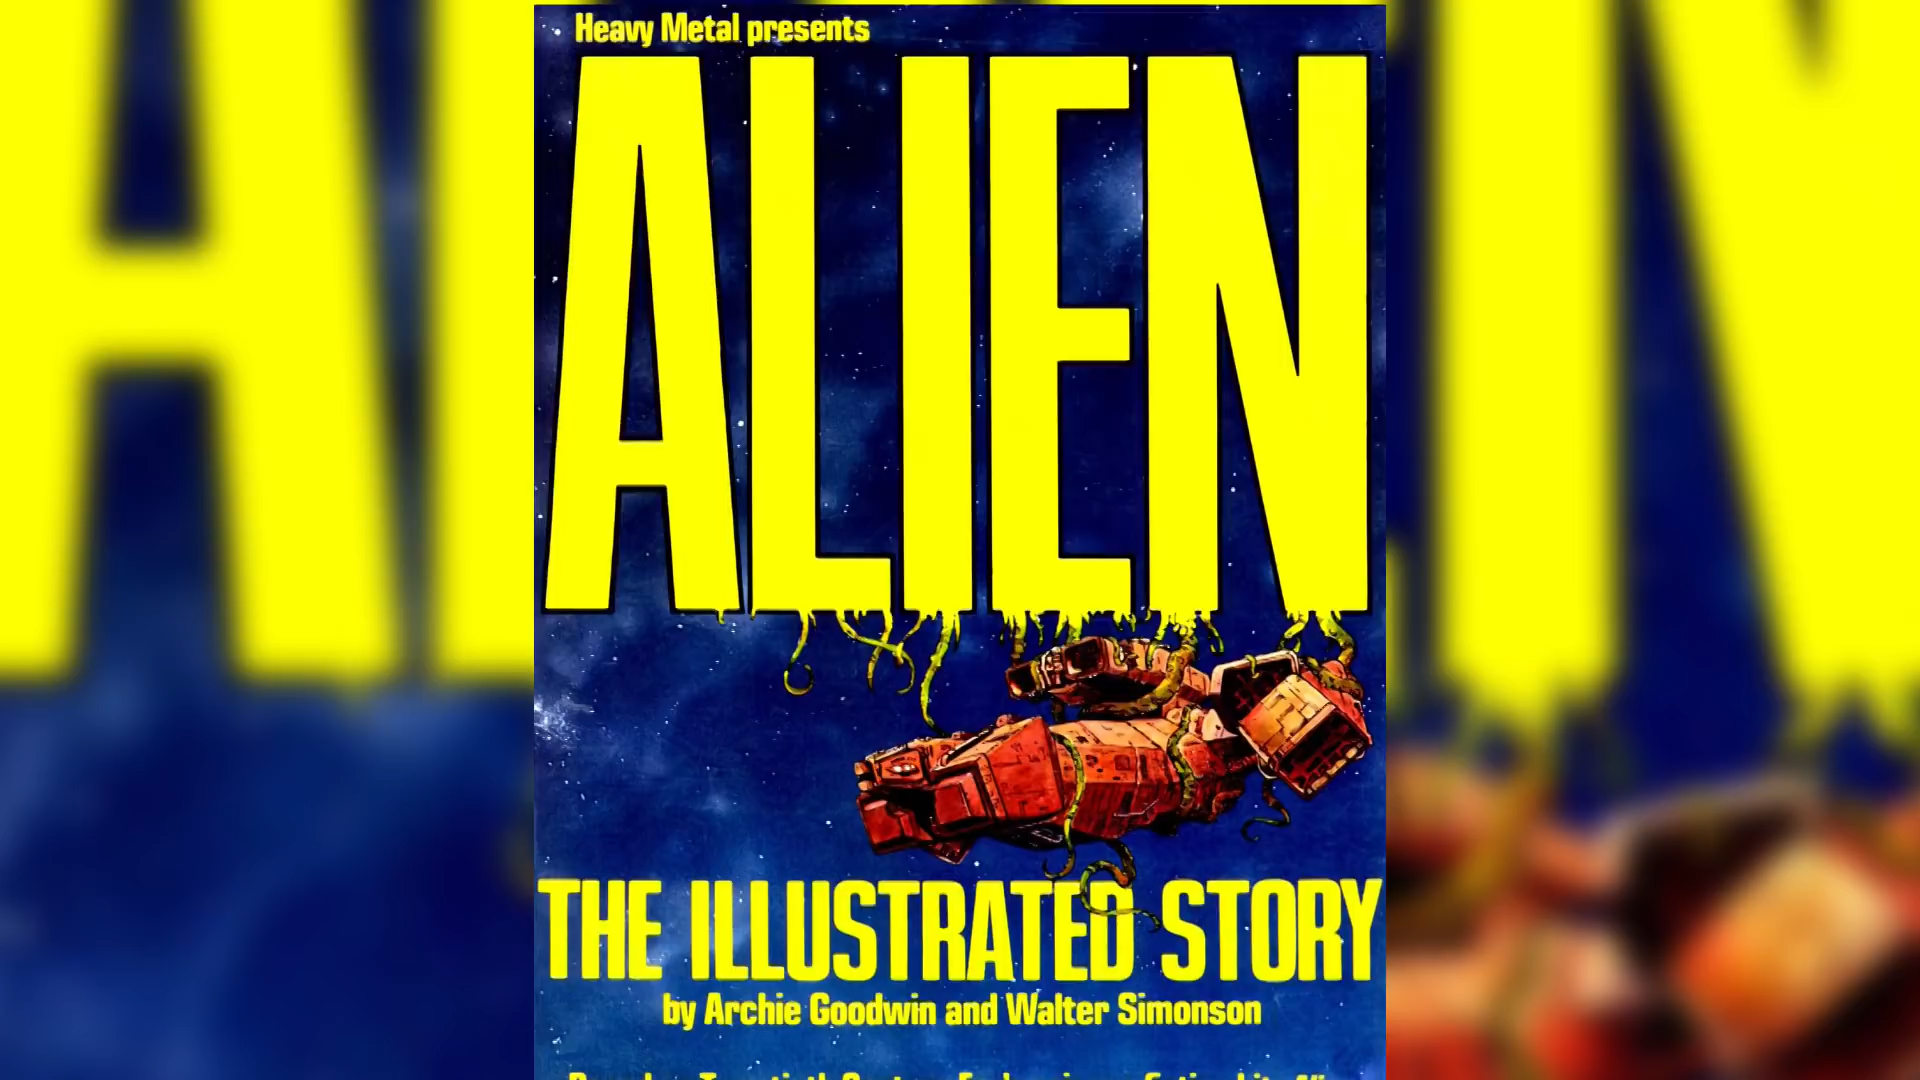 Heavy Metal presents
ALIEN
THE ILLUSTRATED STORY
by Archie Goodwin and Walter Simonson